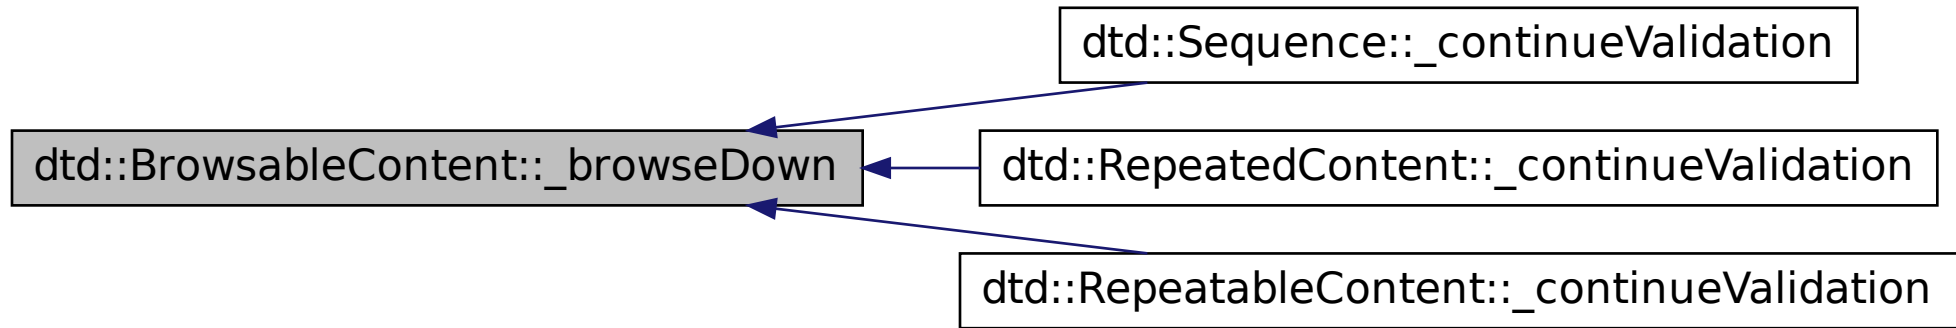 dtd::Sequence::_continueValidation
dtd::BrowsableContent::_browseDown
dtd::RepeatedContent::_continueValidation
dtd::RepeatableContent::_continueValidation